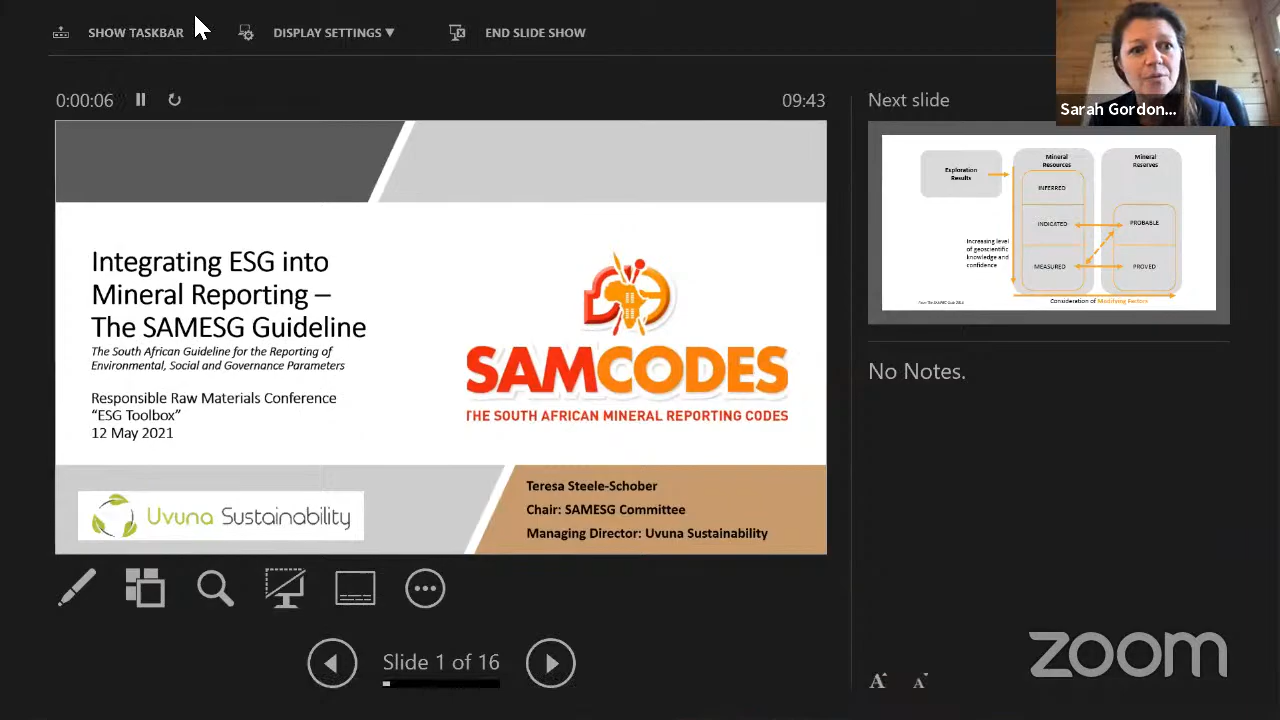 SHOW TASKBAR
DISPLAY SETTINGS ▼
END SLIDE SHOW
0:00:06
09:43
Next slide
Sarah Gordon...
Integrating ESG into
Mineral Reporting –
The SAMESG Guideline
The South African Guideline for the Reporting of
Environmental, Social and Governance Parameters
Responsible Raw Materials Conference
“ESG Toolbox”
12 May 2021
SAMCODES
THE SOUTH AFRICAN MINERAL REPORTING CODES
Uvuna Sustainability
Teresa Steele-Schober
Chair: SAMESG Committee
Managing Director: Uvuna Sustainability
Exploration
Results
Mineral
Resources
Mineral
Reserves
INFERRED
INDICATED
PROBABLE
MEASURED
PROVED
Increasing level
of geoscientific
knowledge and
confidence
Consideration of Modifying Factors
No Notes.
Slide 1 of 16
A A
zoom